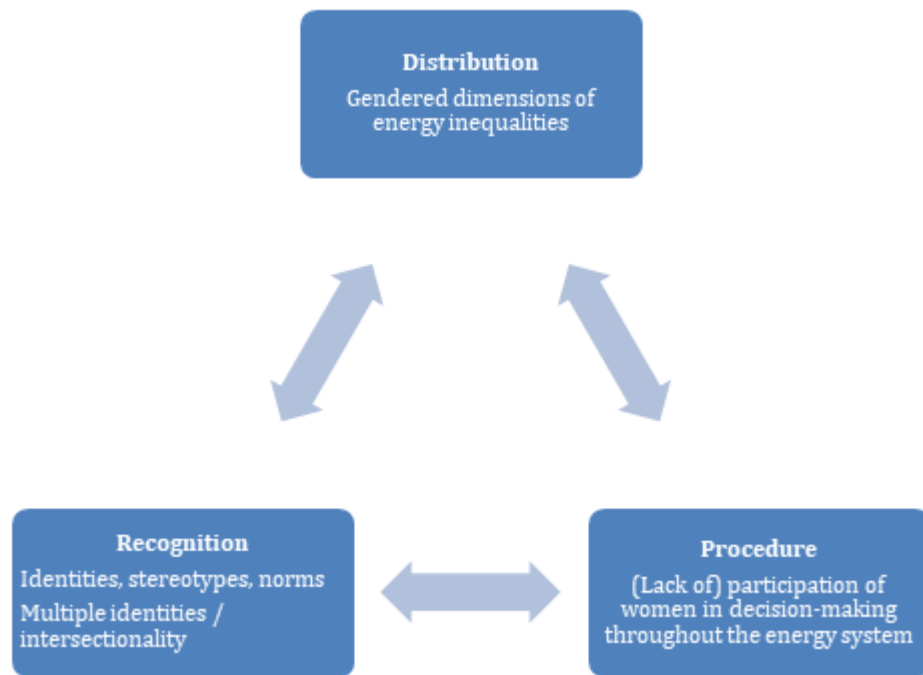 Distribution
Gendered dimensions of
energy inequalities
Recognition
Identities, stereotypes, norms
Multiple identities /
intersectionality
Procedure
(Lack of) participation of
women in decision-making
throughout the energy system